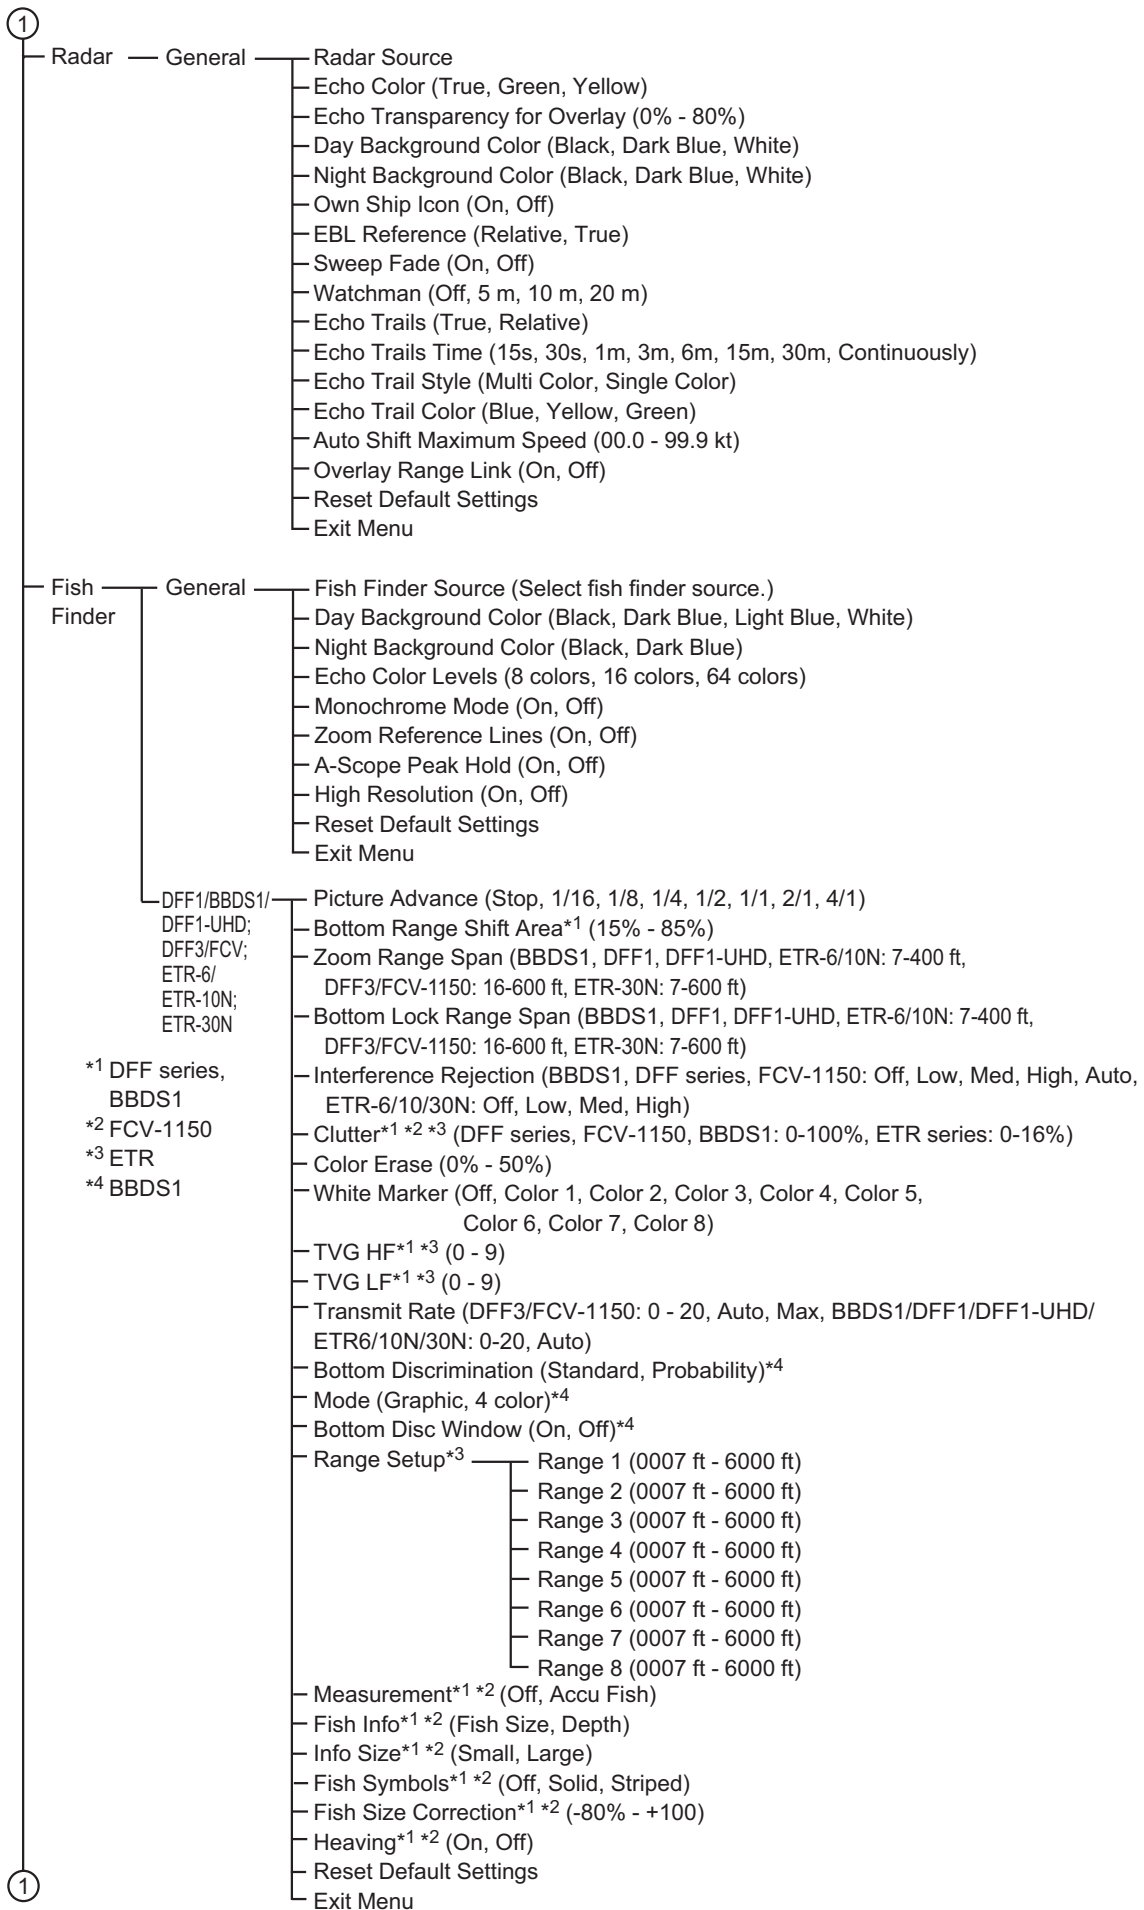 1
Radar
General
Radar Source
Echo Color (True, Green, Yellow)
Echo Transparency for Overlay (0% - 80%)
Day Background Color (Black, Dark Blue, White)
Night Background Color (Black, Dark Blue, White)
Own Ship Icon (On, Off)
EBL Reference (Relative, True)
Sweep Fade (On, Off)
Watchman (Off, 5 m, 10 m, 20 m)
Echo Trails (True, Relative)
Echo Trails Time (15s, 30s, 1m, 3m, 6m, 15m, 30m, Continuously)
Echo Trail Style (Multi Color, Single Color)
Echo Trail Color (Blue, Yellow, Green)
Auto Shift Maximum Speed (00.0 - 99.9 kt)
Overlay Range Link (On, Off)
Reset Default Settings
Exit Menu
Fish
Finder
General
Fish Finder Source (Select fish finder source.)
Day Background Color (Black, Dark Blue, Light Blue, White)
Night Background Color (Black, Dark Blue)
Echo Color Levels (8 colors, 16 colors, 64 colors)
Monochrome Mode (On, Off)
Zoom Reference Lines (On, Off)
A-Scope Peak Hold (On, Off)
High Resolution (On, Off)
Reset Default Settings
Exit Menu
DFF1/BBDS1/
DFF1-UHD;
DFF3/FCV;
ETR-6/
ETR-10N;
ETR-30N
*1 DFF series,
BBDS1
*2 FCV-1150
*3 ETR
*4 BBDS1
Picture Advance (Stop, 1/16, 1/8, 1/4, 1/2, 1/1, 2/1, 4/1)
Bottom Range Shift Area*1 (15% - 85%)
Zoom Range Span (BBDS1, DFF1, DFF1-UHD, ETR-6/10N: 7-400 ft,
DFF3/FCV-1150: 16-600 ft, ETR-30N: 7-600 ft)
Bottom Lock Range Span (BBDS1, DFF1, DFF1-UHD, ETR-6/10N: 7-400 ft,
DFF3/FCV-1150: 16-600 ft, ETR-30N: 7-600 ft)
Interference Rejection (BBDS1, DFF series, FCV-1150: Off, Low, Med, High, Auto,
ETR-6/10/30N: Off, Low, Med, High)
Clutter*1 *2 *3 (DFF series, FCV-1150, BBDS1: 0-100%, ETR series: 0-16%)
Color Erase (0% - 50%)
White Marker (Off, Color 1, Color 2, Color 3, Color 4, Color 5,
Color 6, Color 7, Color 8)
TVG HF*1 *3 (0 - 9)
TVG LF*1 *3 (0 - 9)
Transmit Rate (DFF3/FCV-1150: 0 - 20, Auto, Max, BBDS1/DFF1/DFF1-UHD/
ETR6/10N/30N: 0-20, Auto)
Bottom Discrimination (Standard, Probability)*4
Mode (Graphic, 4 color)*4
Bottom Disc Window (On, Off)*4
Range Setup*3
Range 1 (0007 ft - 6000 ft)
Range 2 (0007 ft - 6000 ft)
Range 3 (0007 ft - 6000 ft)
Range 4 (0007 ft - 6000 ft)
Range 5 (0007 ft - 6000 ft)
Range 6 (0007 ft - 6000 ft)
Range 7 (0007 ft - 6000 ft)
Range 8 (0007 ft - 6000 ft)
Measurement*1 *2 (Off, Accu Fish)
Fish Info*1 *2 (Fish Size, Depth)
Info Size*1 *2 (Small, Large)
Fish Symbols*1 *2 (Off, Solid, Striped)
Fish Size Correction*1 *2 (-80% - +100)
Heaving*1 *2 (On, Off)
Reset Default Settings
Exit Menu
1